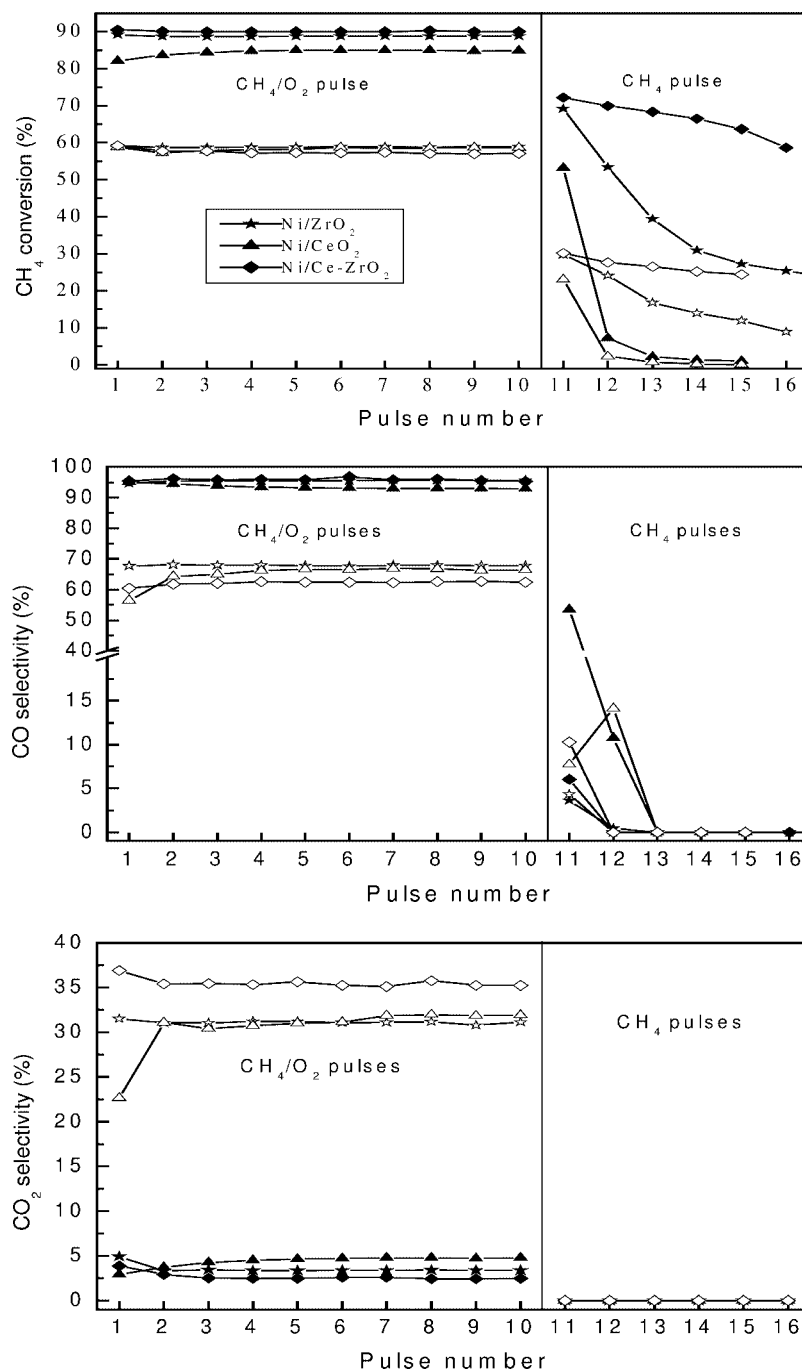 CH4 conversion (%)
90
80
70
60
50
40
30
20
10
0
CH4/O2 pulse
CH4 pulse
Ni/ZrO2
Ni/CeO2
Ni/Ce-ZrO2
1 2 3 4 5 6 7 8 9 10 11 12 13 14 15 16
Pulse number
CO selectivity (%)
100
90
80
70
60
50
40
15
10
5
0
CH4/O2 pulses
CH4 pulses
1 2 3 4 5 6 7 8 9 10 11 12 13 14 15 16
Pulse number
CO2 selectivity (%)
40
35
30
25
20
15
10
5
0
CH4/O2 pulses
CH4 pulses
1 2 3 4 5 6 7 8 9 10 11 12 13 14 15 16
Pulse number